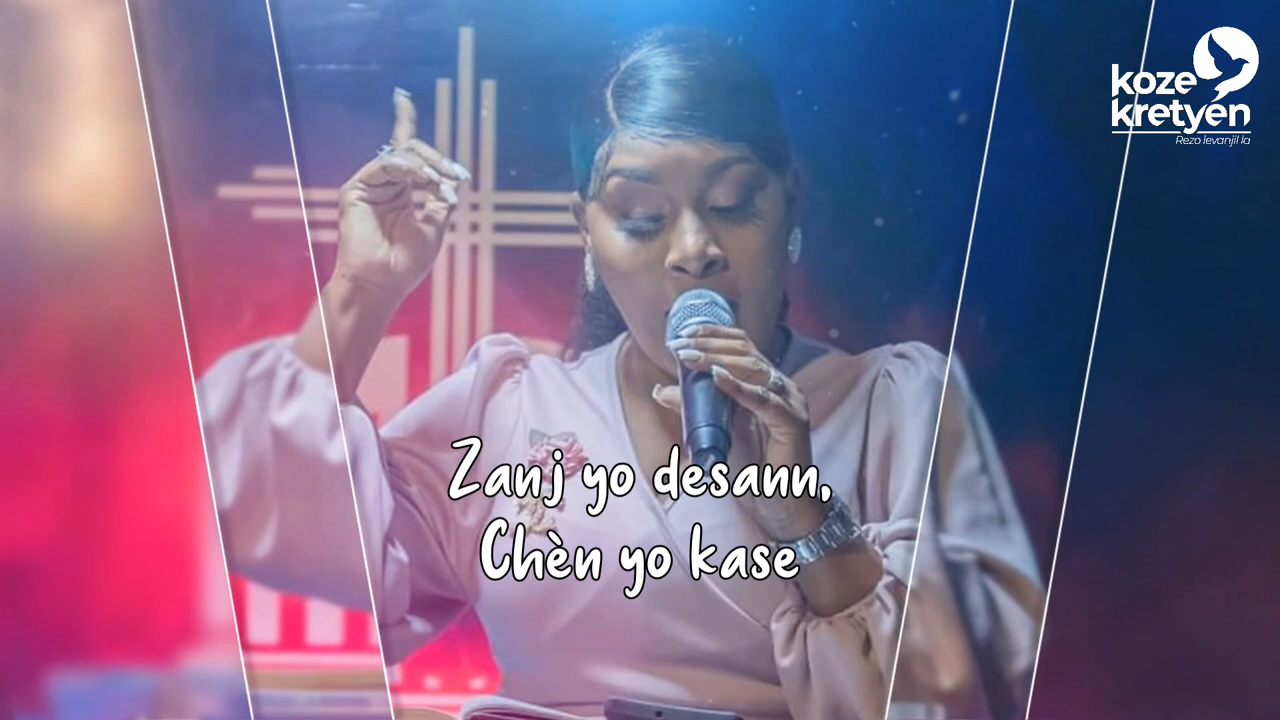 koze
kretyen
Rezo levanjil la
Zanj yo desann,
Chèn yo kase